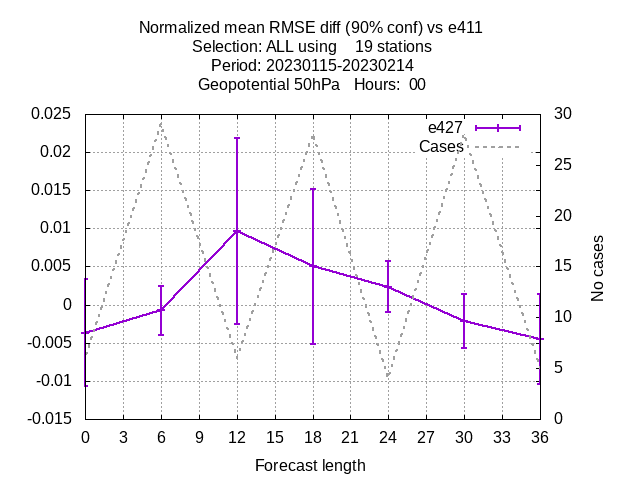 Normalized mean RMSE diff (90% conf) vs e411
Selection: ALL using    19 stations
Period: 20230115-20230214
Geopotential 50hPa   Hours:  00
0.025
0.02
0.015
0.01
0.005
0
-0.005
-0.01
-0.015
e427
Cases
30
25
20
15
10
5
0
No cases
0 3 6 9 12 15 18 21 24 27 30 33 36
Forecast length